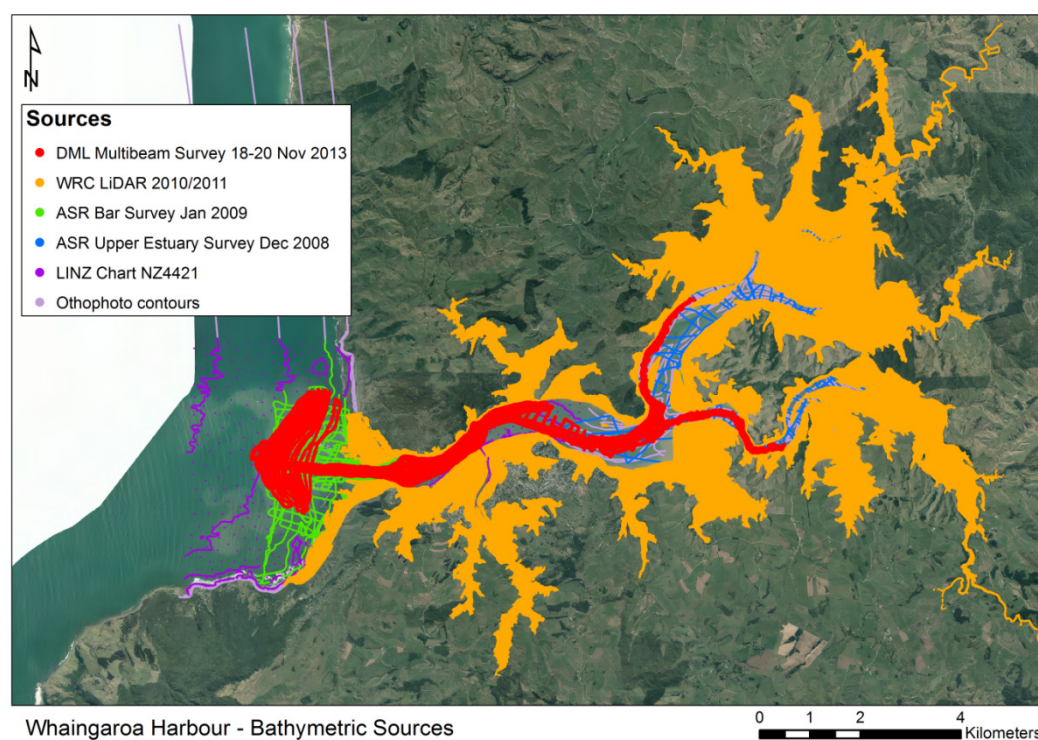 N
Sources
DML Multibeam Survey 18-20 Nov 2013
WRC LiDAR 2010/2011
ASR Bar Survey Jan 2009
ASR Upper Estuary Survey Dec 2008
LINZ Chart NZ4421
Othophoto contours
Whaingaroa Harbour - Bathymetric Sources
0 1 2 4
Kilometers